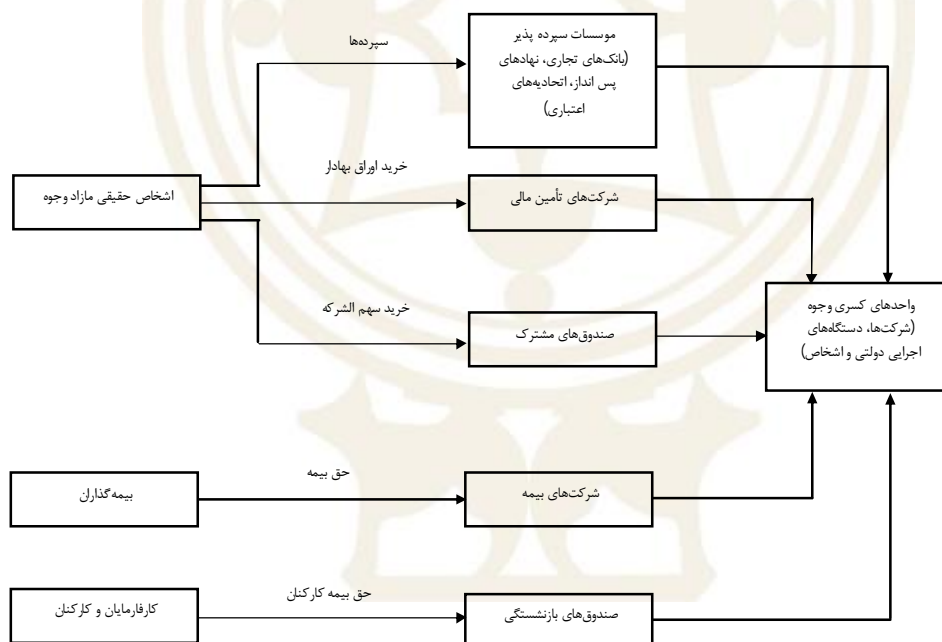 سپرده‌ها
موسسات سپرده پذیر
(بانک‌های تجاری، نهادهای
پس انداز، اتحادیه‌های
اعتباری)
اشخاص حقیقی مازاد وجوه
خرید اوراق بهادار
شرکت‌های تأمین مالی
واحدهای کسری وجوه
(شرکت‌ها، دستگاه‌های
اجرایی دولتی و اشخاص)
خرید سهم الشرکه
صندوق‌های مشترک
بیمه‌گذاران
حق بیمه
شرکت‌های بیمه
کارفارمایان و کارکنان
حق بیمه کارکنان
صندوق‌های بازنشستگی